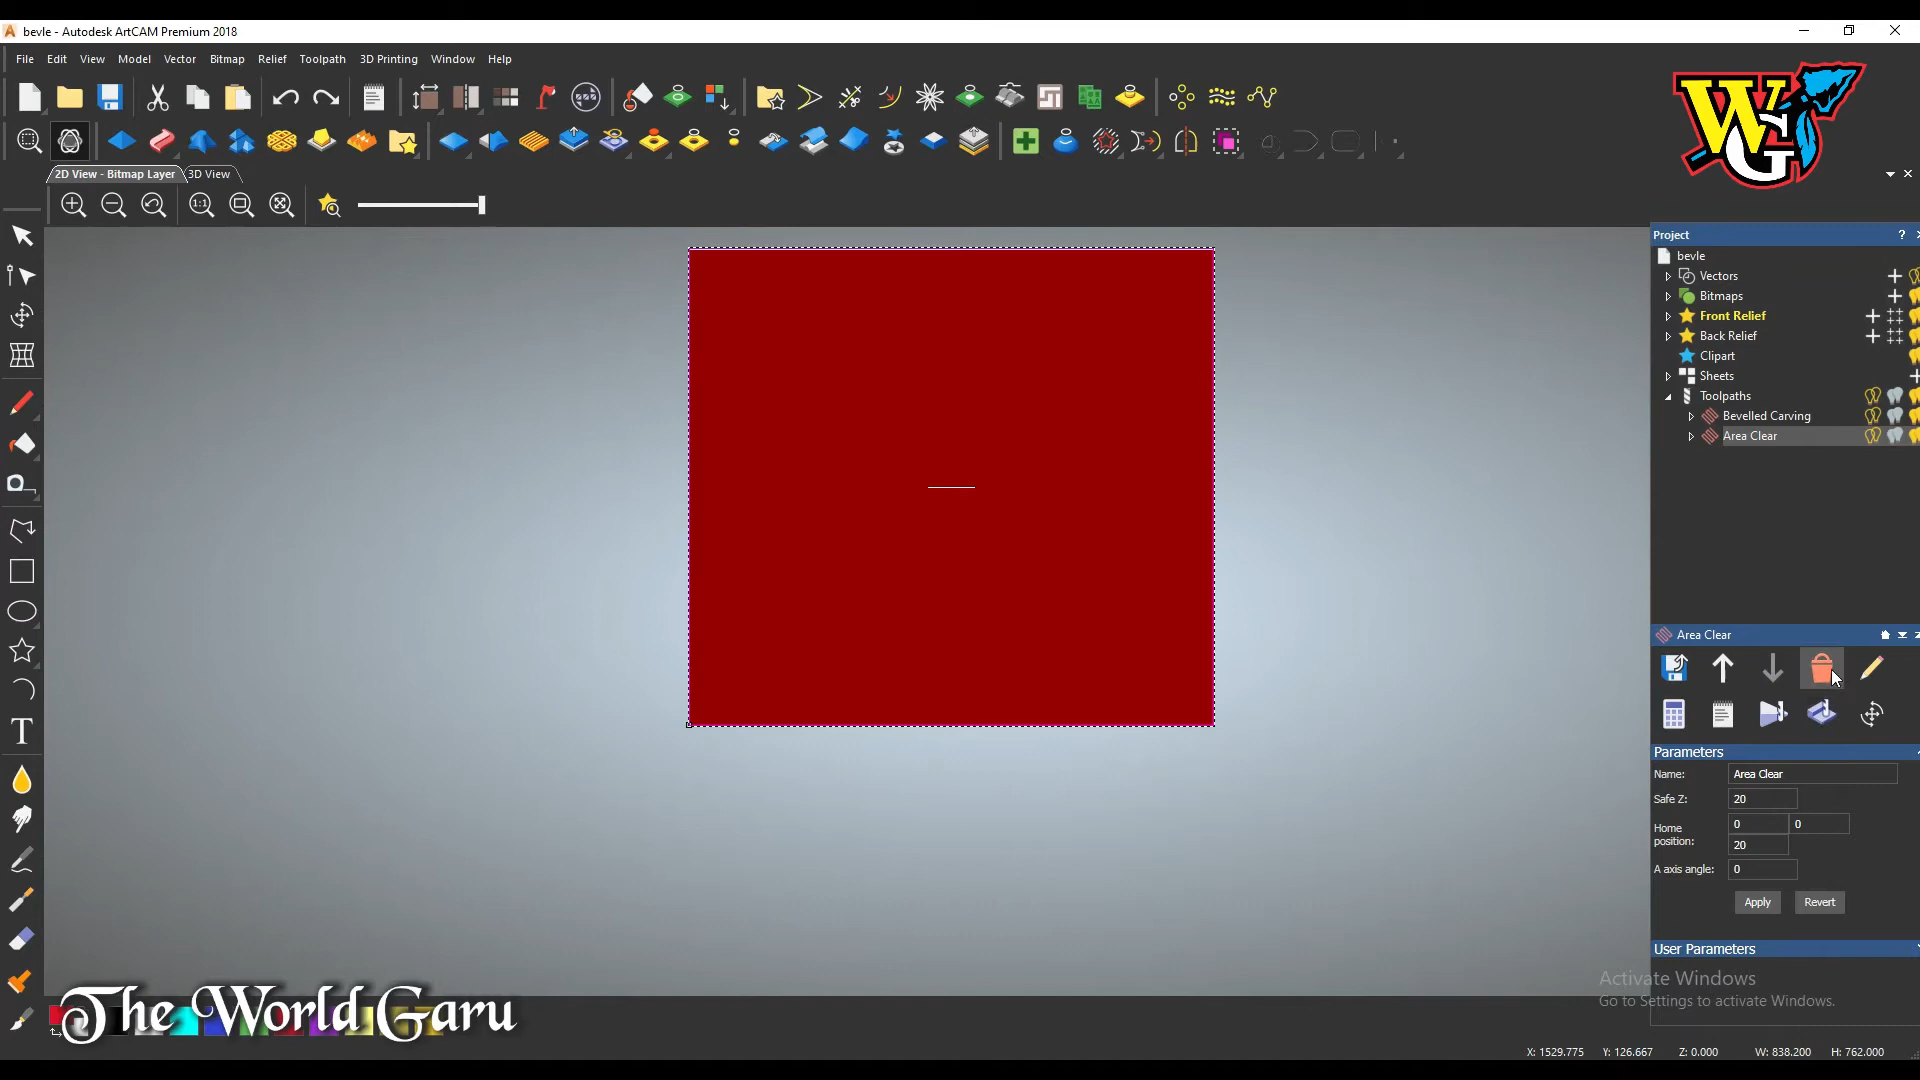 bevle - Autodesk ArtCAM Premium 2018
File Edit View Model Vector Bitmap Relief Toolpath 3D Printing Window Help
WSG
2D View - Bitmap Layer 3D View
1:1
Project ?
bevle
Vectors
Bitmaps
Front Relief
Back Relief
Clipart
Sheets
Toolpaths
Bevelled Carving
Area Clear
Area Clear
Parameters
Name: Area Clear
Safe Z: 20
Home position: 0 0
20
A axis angle: 0
Apply Revert
User Parameters
Activate Windows
Go to Settings to activate Windows.
The World Garu
X: 1529.775 Y: 126.667 Z: 0.000 W: 838.200 H: 762.000